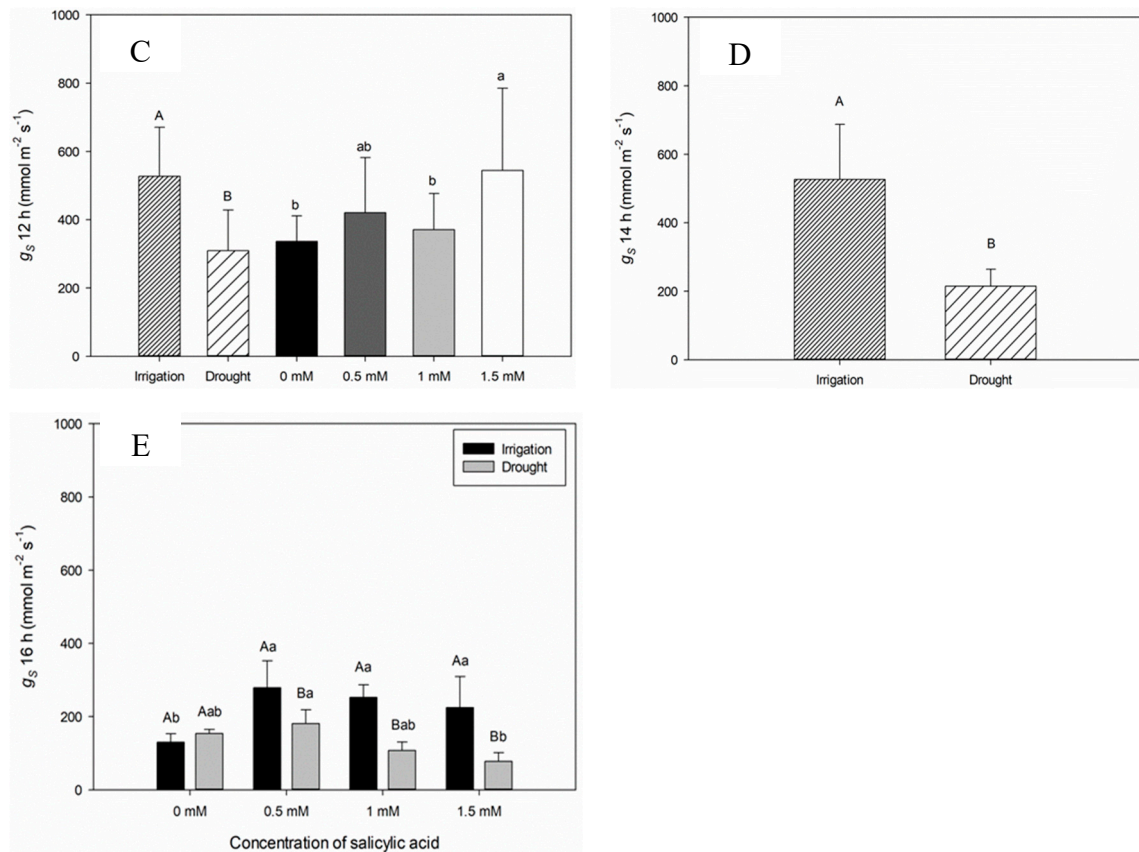 C
1000
800
600
400
200
0
g_S 12 h (mmol m⁻² s⁻¹)
A
B
b
ab
b
a
Irrigation Drought 0 mM 0.5 mM 1 mM 1.5 mM
D
1000
800
600
400
200
0
g_S 14 h (mmol m⁻² s⁻¹)
A
B
Irrigation Drought
E
1000
800
600
400
200
0
g_S 16 h (mmol m⁻² s⁻¹)
Irrigation
Drought
Ab Aab Aa Ba Aa Bab Aa Bb
0 mM 0.5 mM 1 mM 1.5 mM
Concentration of salicylic acid